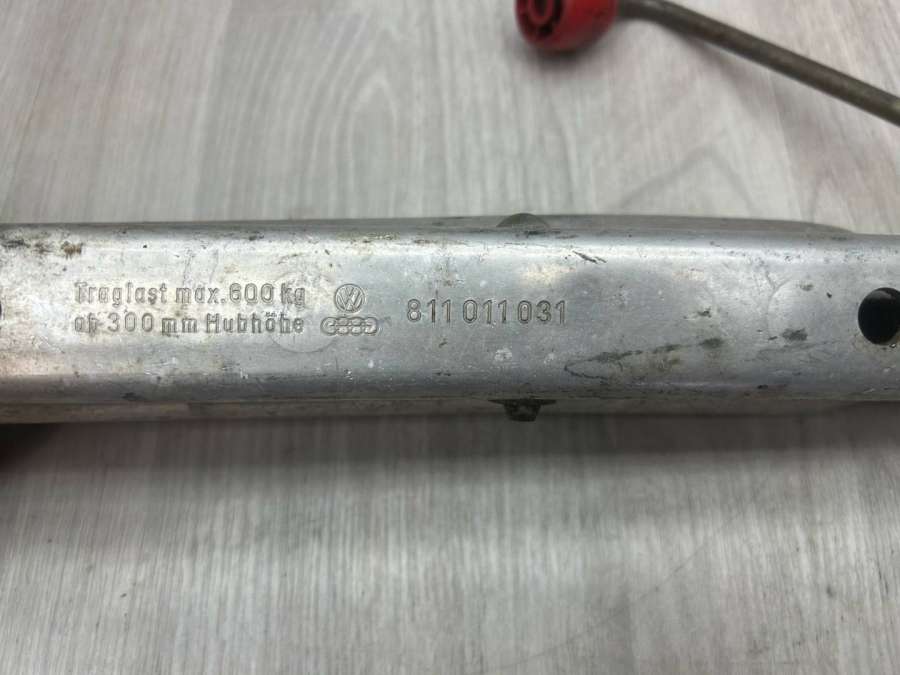 Traglast max. 600 kg
ab 300 mm Hubhöhe
811 011 031